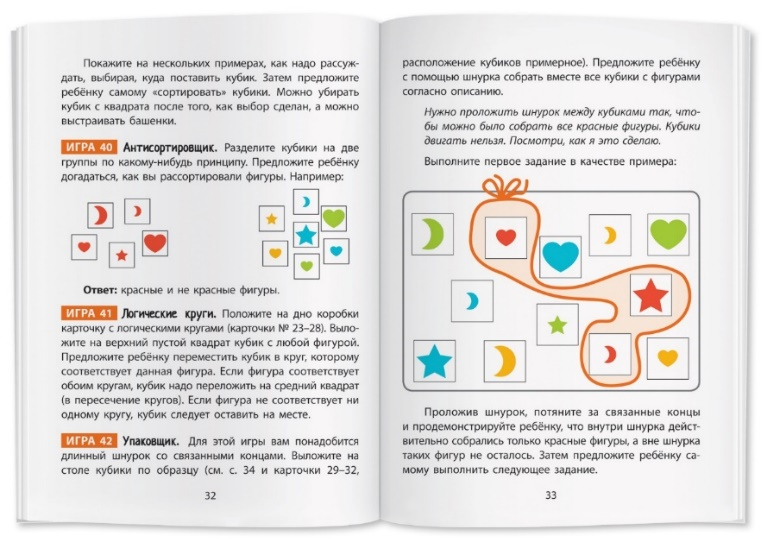 Покажите на нескольких примерах, как надо рассуж-
дать, выбирая, куда поставить кубик. Затем предложите
ребёнку самому «сортировать» кубики. Можно убирать
кубик с квадрата после того, как выбор сделан, а можно
выстраивать башенки.
ИГРА 40 Антисортировщик. Разделите кубики на две
группы по какому-нибудь принципу. Предложите ребёнку
догадаться, как вы рассортировали фигуры. Например:
Ответ: красные и не красные фигуры.
ИГРА 41 Логические круги. Положите на дно коробки
карточку с логическими кругами (карточки № 23–28). Выло-
жите на верхний пустой квадрат кубик с любой фигурой.
Предложите ребёнку переместить кубик в круг, которому
соответствует данная фигура. Если фигура соответствует
обоим кругам, кубик надо переложить на средний квадрат
(в пересечение кругов). Если фигура не соответствует ни
одному кругу, кубик следует оставить на месте.
ИГРА 42 Упаковщик. Для этой игры вам понадобится
длинный шнурок со связанными концами. Выложите на
столе кубики по образцу (см. с. 34 и карточки 29–32,
32
расположение кубиков примерное). Предложите ребёнку
с помощью шнурка собрать вместе все кубики с фигурами
согласно описанию.
Нужно проложить шнурок между кубиками так, что-
бы можно было собрать все красные фигуры. Кубики
двигать нельзя. Посмотри, как я это сделаю.
Выполните первое задание в качестве примера:
Проложив шнурок, потяните за связанные концы
и продемонстрируйте ребёнку, что внутри шнурка дейст-
вительно собрались только красные фигуры, а вне шнурка
таких фигур не осталось. Затем предложите ребёнку са-
мому выполнить следующее задание.
33